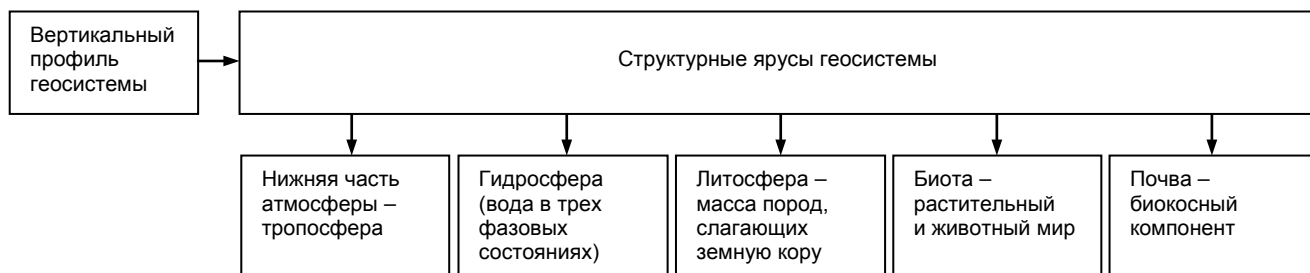 Вертикальный
профиль
геосистемы
Структурные ярусы геосистемы
Нижняя часть
атмосферы –
тропосфера
Гидросфера
(вода в трех
фазовых
состояниях)
Литосфера –
масса пород,
слагающих
земную кору
Биота –
растительный
и животный мир
Почва –
биокосный
компонент